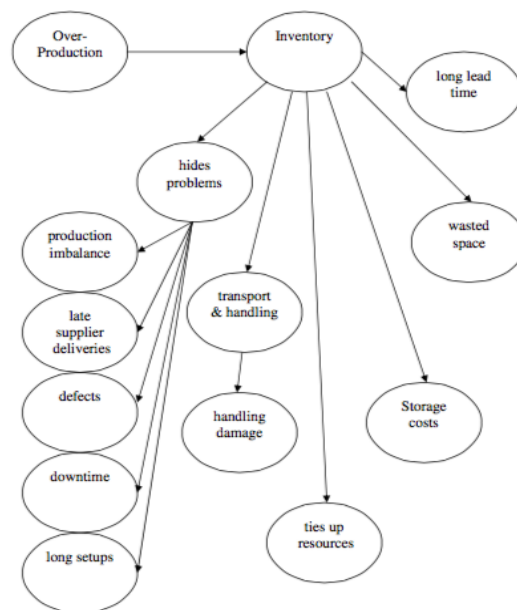 Over-
Production
Inventory
long lead
time
hides
problems
wasted
space
production
imbalance
transport
& handling
late
supplier
deliveries
defects
handling
damage
Storage
costs
downtime
ties up
resources
long setups